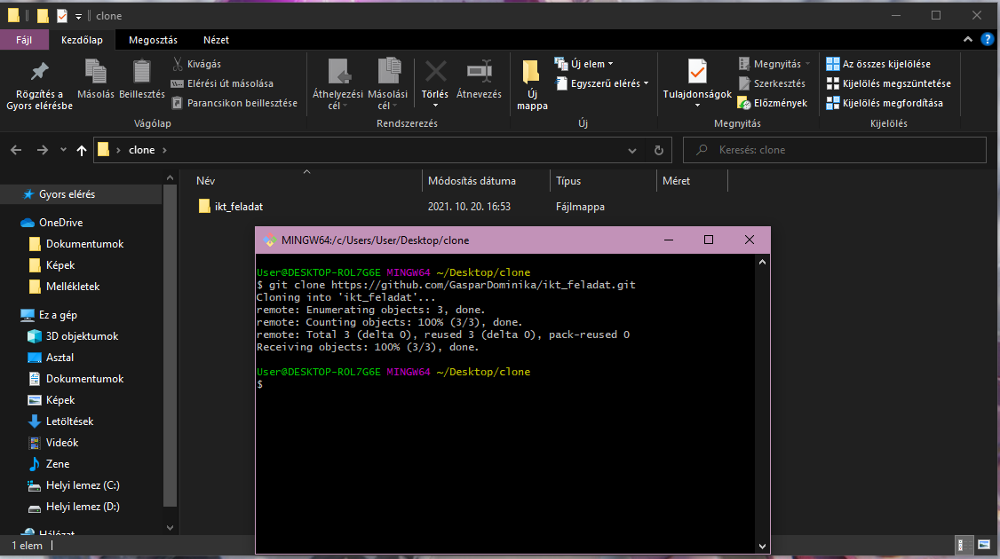 clone
Fájl Kezdőlap Megosztás Nézet
Rögzítés a Gyors elérésbe
Másolás
Beillesztés
Kivágás
Elérési út másolása
Parancsikon beillesztése
Vágólap
Áthelyezési cél
Másolási cél
Törlés
Átnevezés
Rendszerezés
Új mappa
Új elem
Egyszerű elérés
Új
Tulajdonságok
Megnyitás
Szerkesztés
Előzmények
Megnyitás
Az összes kijelölése
Kijelölés megszüntetése
Kijelölés megfordítása
Kijelölés
clone
Keresés: clone
Gyors elérés
OneDrive
Dokumentumok
Képek
Mellékletek
Ez a gép
3D objektumok
Asztal
Dokumentumok
Képek
Letöltések
Videók
Zene
Helyi lemez (C:)
Helyi lemez (D:)
Hálózat
Név Módosítás dátuma Típus Méret
ikt_feladat 2021. 10. 20. 16:53 Fájlmappa
MINGW64:/c/Users/User/Desktop/clone
User@DESKTOP-ROL7G6E MINGW64 ~/Desktop/clone
$ git clone https://github.com/GasparDominika/ikt_feladat.git
Cloning into 'ikt_feladat'...
remote: Enumerating objects: 3, done.
remote: Counting objects: 100% (3/3), done.
remote: Total 3 (delta 0), reused 3 (delta 0), pack-reused 0
Receiving objects: 100% (3/3), done.
User@DESKTOP-ROL7G6E MINGW64 ~/Desktop/clone
$
1 elem